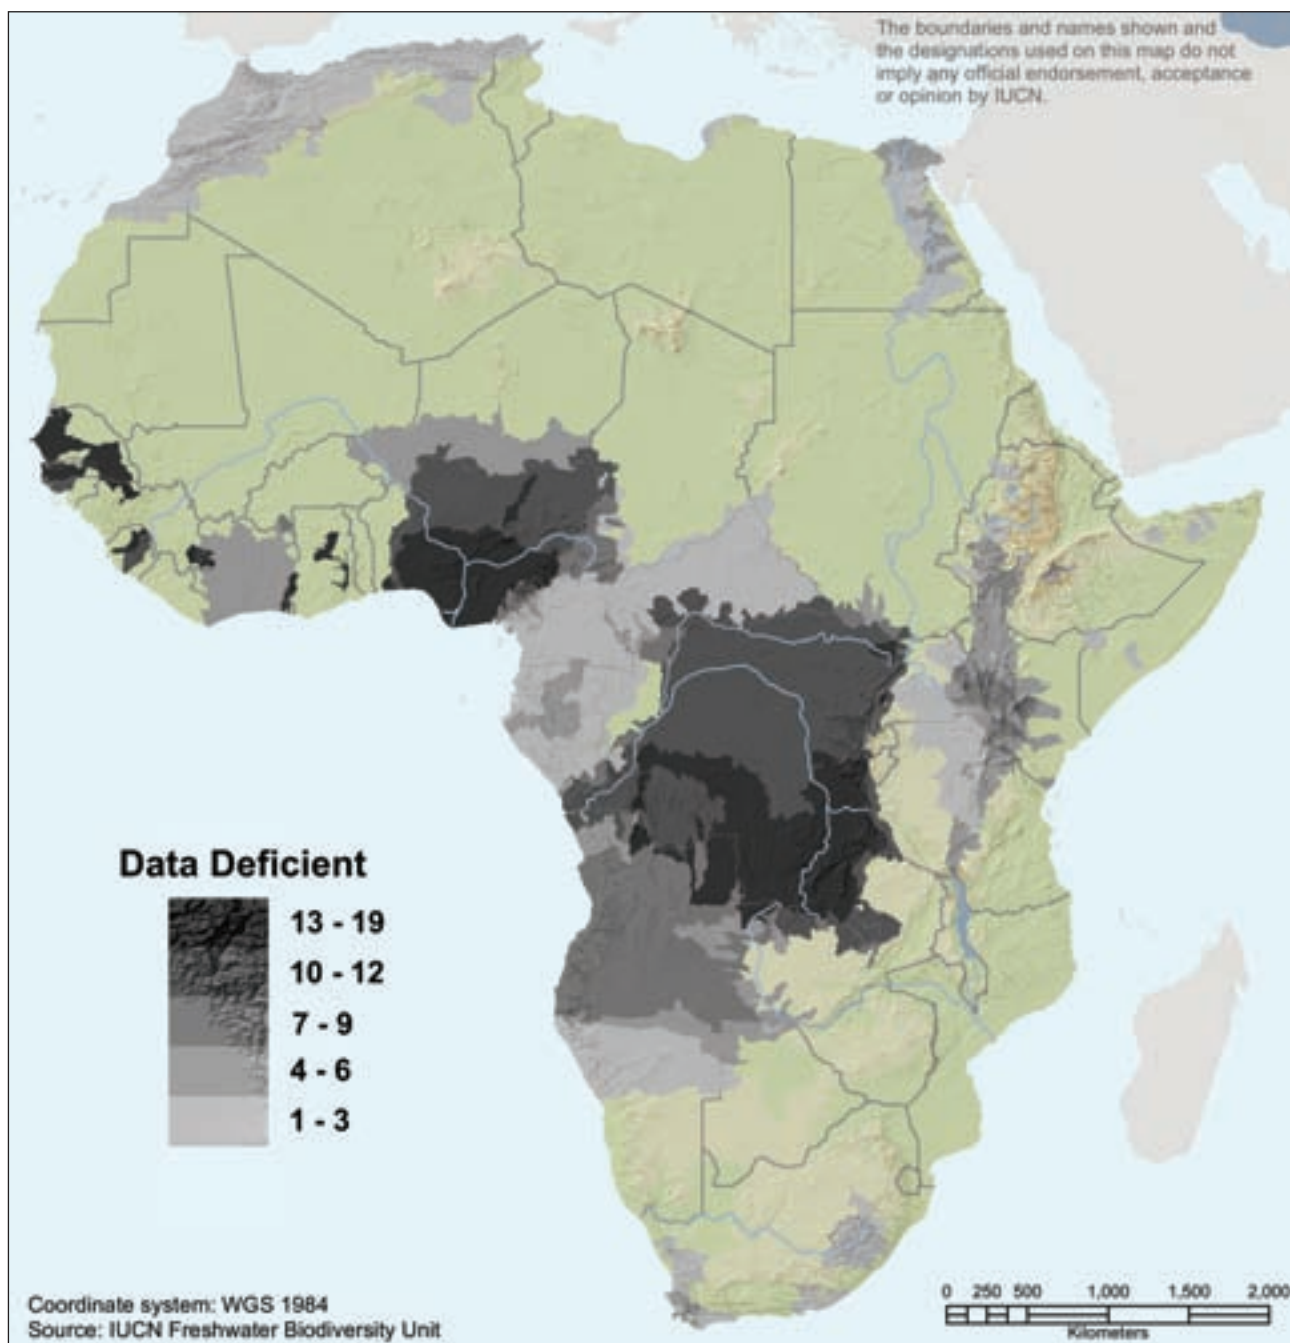 The boundaries and names shown and
the designations used on this map do not
imply any official endorsement, acceptance
or opinion by IUCN.
Data Deficient
13 - 19
10 - 12
7 - 9
4 - 6
1 - 3
0 250 500 1,000 1,500 2,000
Kilometers
Coordinate system: WGS 1984
Source: IUCN Freshwater Biodiversity Unit